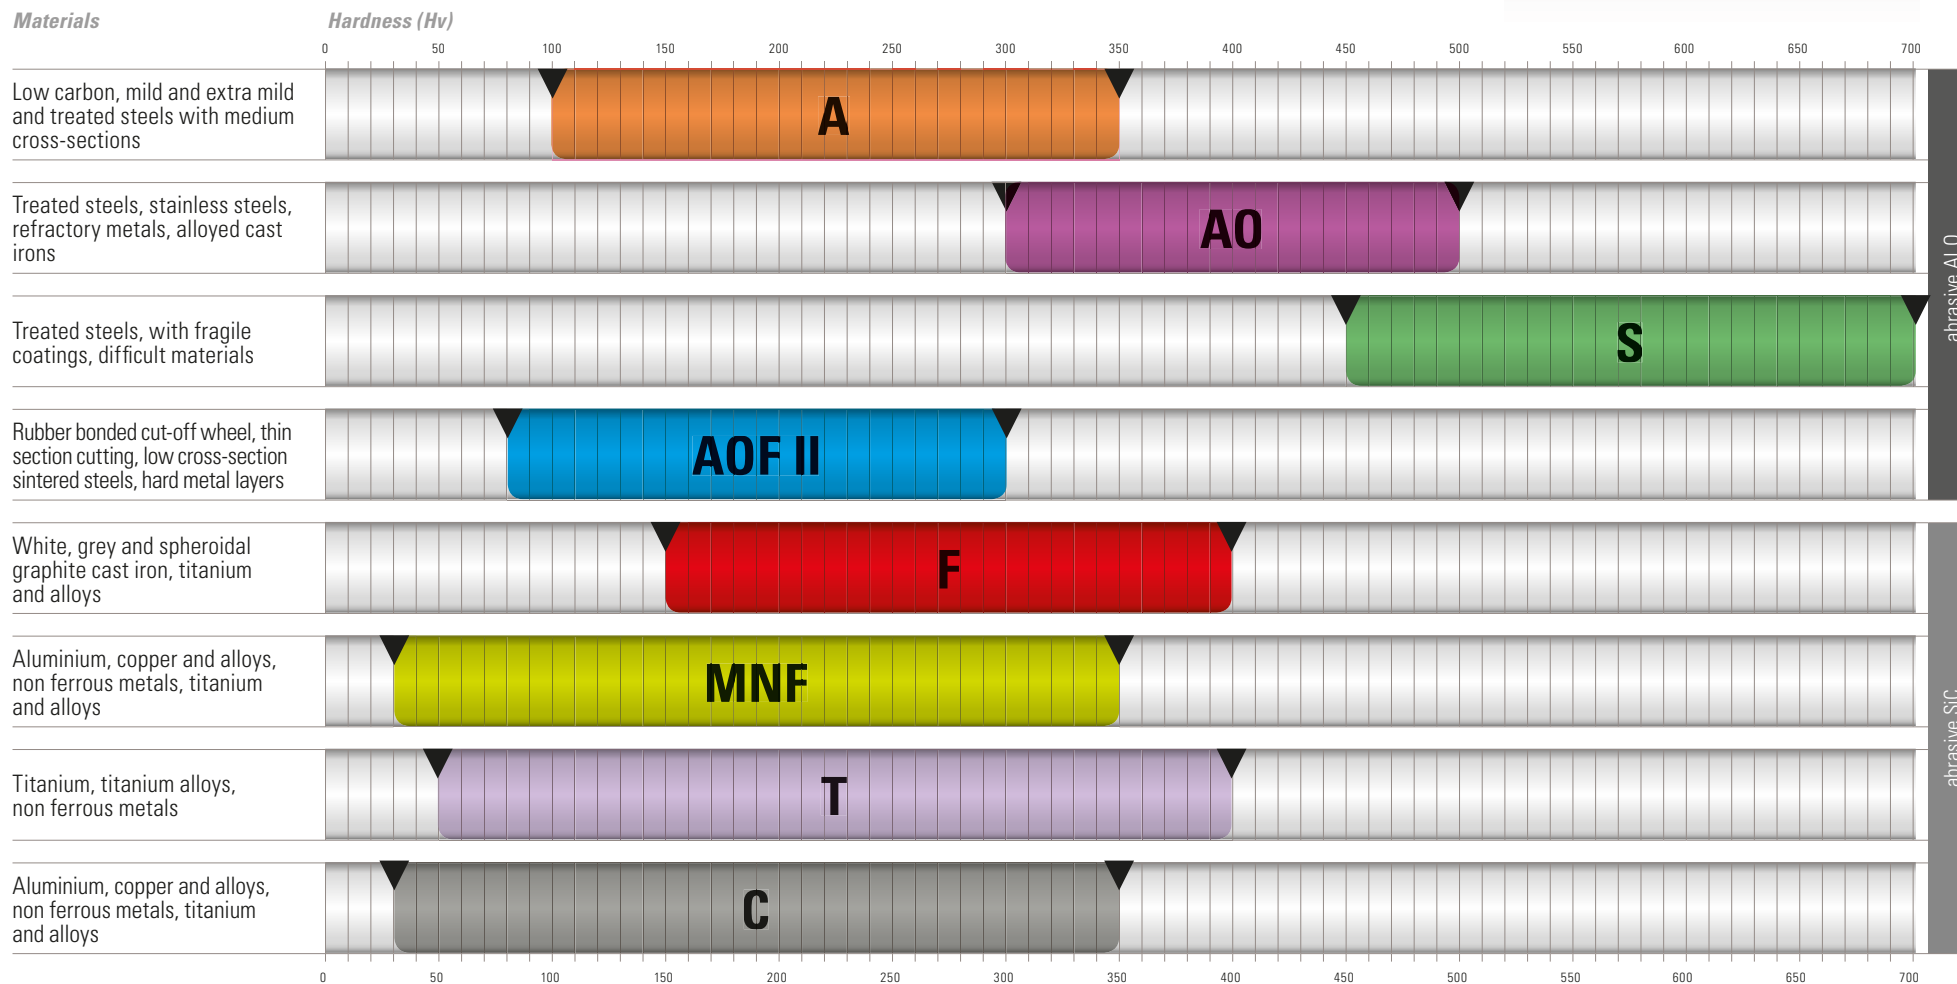 Materials
Hardness (Hv)
0 50 100 150 200 250 300 350 400 450 500 550 600 650 700
Low carbon, mild and extra mild
and treated steels with medium
cross-sections
A
Treated steels, stainless steels,
refractory metals, alloyed cast
irons
AO
Treated steels, with fragile
coatings, difficult materials
S
Rubber bonded cut-off wheel, thin
section cutting, low cross-section
sintered steels, hard metal layers
AOF II
abrasive Al O
White, grey and spheroidal
graphite cast iron, titanium
and alloys
F
Aluminium, copper and alloys,
non ferrous metals, titanium
and alloys
MNF
Titanium, titanium alloys,
non ferrous metals
T
Aluminium, copper and alloys,
non ferrous metals, titanium
and alloys
C
abrasive SiC
0 50 100 150 200 250 300 350 400 450 500 550 600 650 700